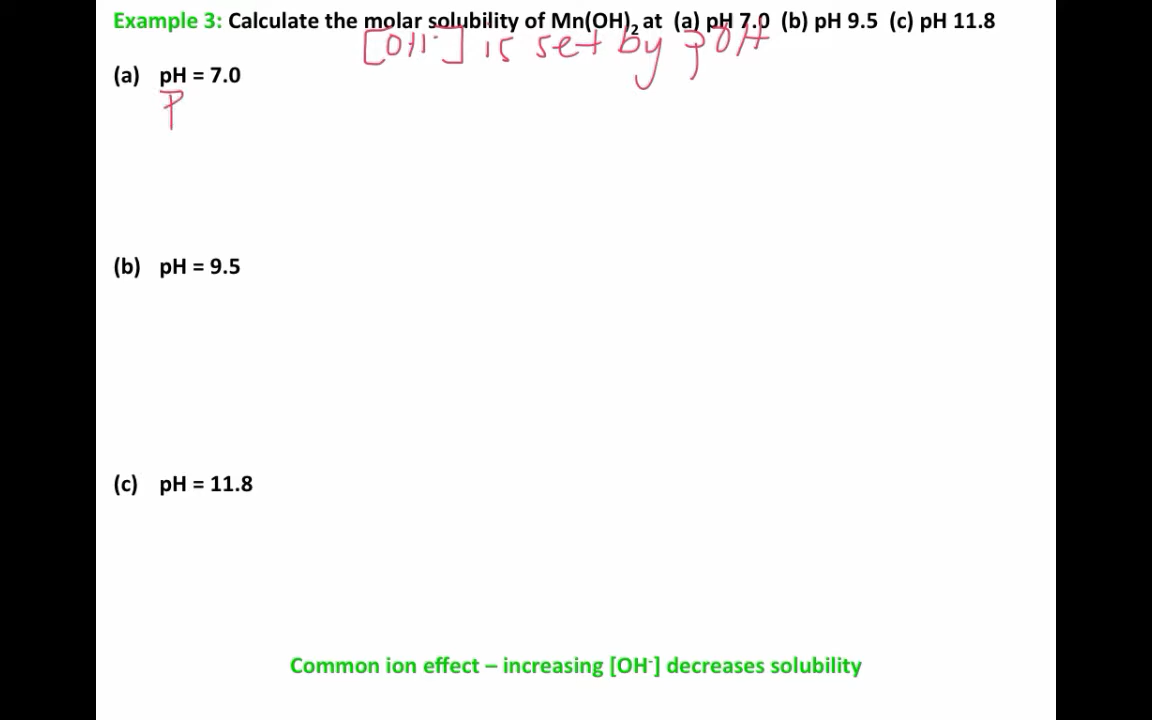 Example 3: Calculate the molar solubility of Mn(OH)₂ at (a) pH 7.0 (b) pH 9.5 (c) pH 11.8
[OH⁻] is set by pOH
(a) pH = 7.0
P
(b) pH = 9.5
(c) pH = 11.8
Common ion effect – increasing [OH⁻] decreases solubility